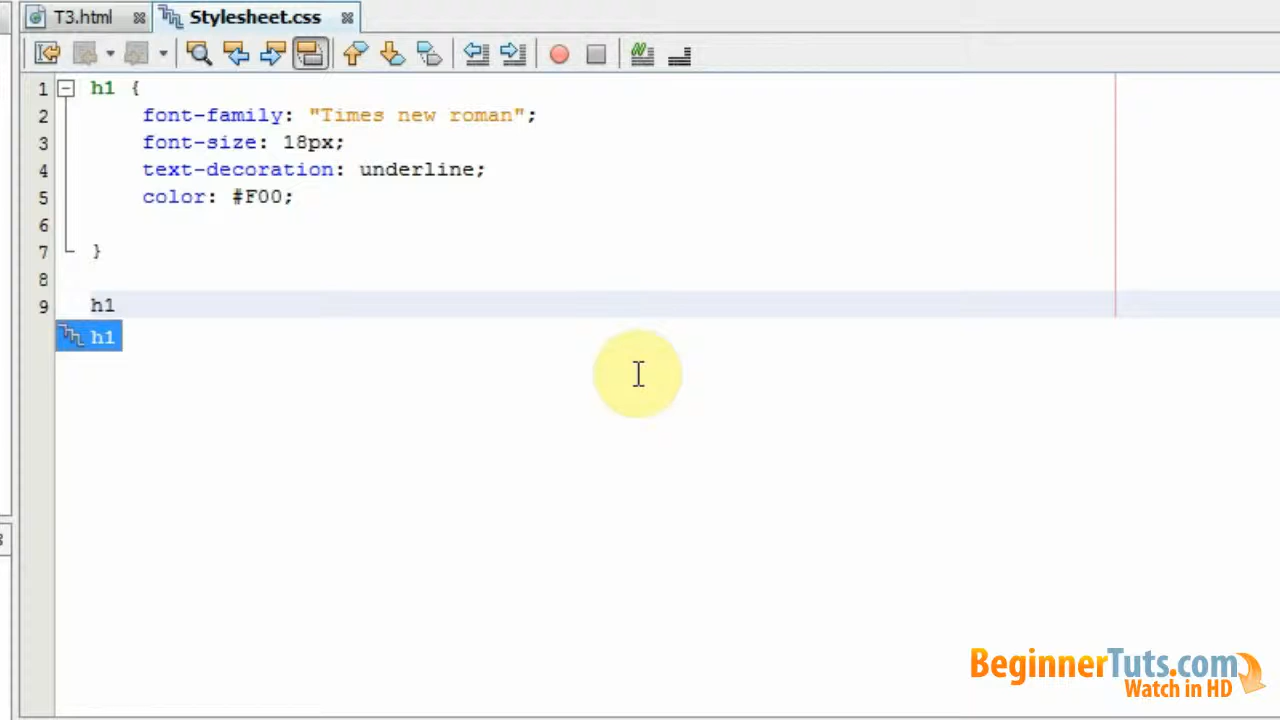 T3.html Stylesheet.css
1 h1 {
2 font-family: "Times new roman";
3 font-size: 18px;
4 text-decoration: underline;
5 color: #F00;
6
7 }
8
9 h1
h1
BeginnerTuts.com
Watch in HD